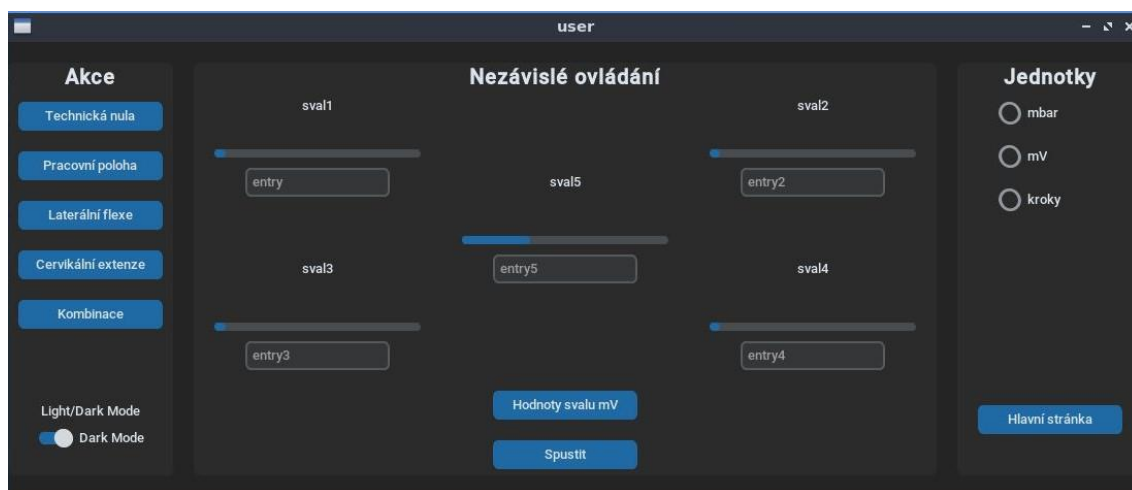 user
Akce
Technická nula
Pracovní poloha
Laterální flexe
Cervikální extenze
Kombinace
Light/Dark Mode
Dark Mode
Nezávislé ovládání
sval1
entry
sval2
entry2
sval5
entry5
sval3
entry3
sval4
entry4
Hodnoty svalu mV
Spustit
Jednotky
mbar
mV
kroky
Hlavní stránka